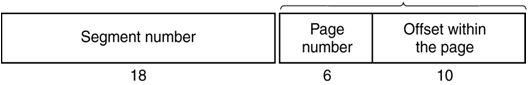 Segment number
Page
number
Offset within
the page
18
6
10